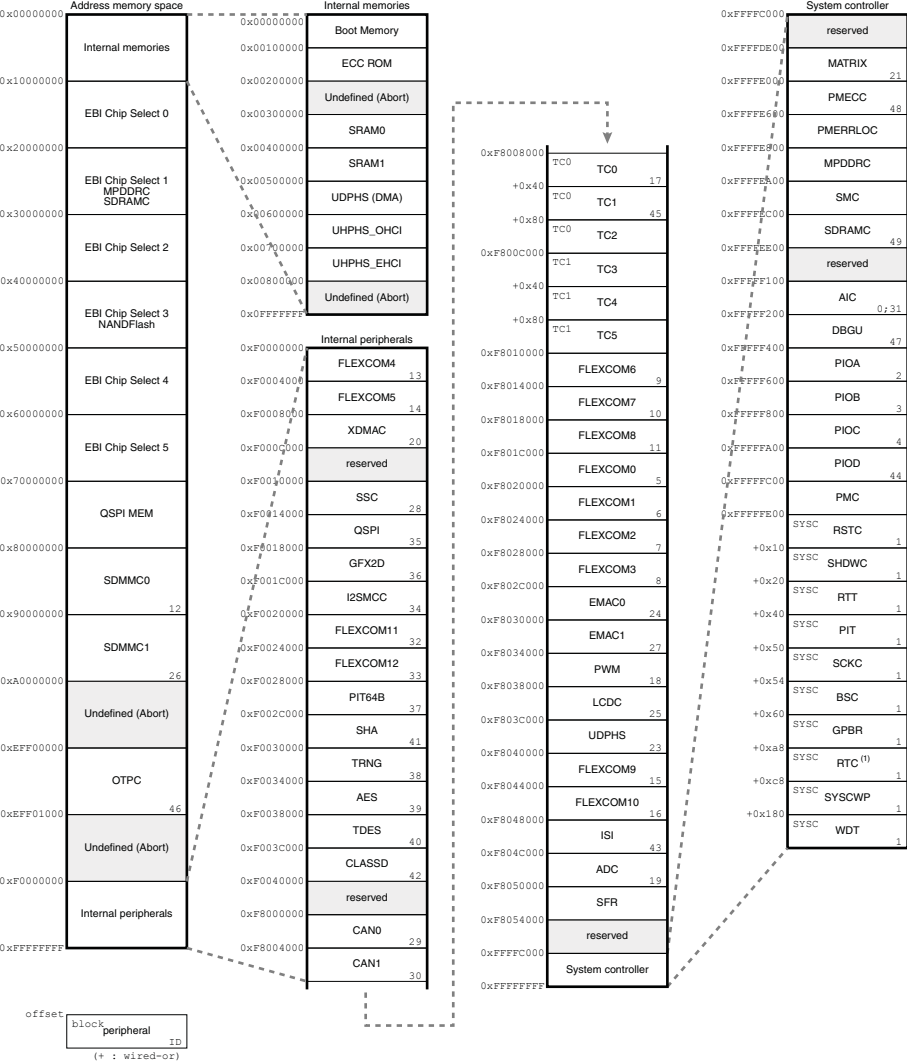 Address memory space
0x00000000
Internal memories
0x10000000
EBI Chip Select 0
0x20000000
EBI Chip Select 1
MPDDRC
SDRAMC
0x30000000
EBI Chip Select 2
0x40000000
EBI Chip Select 3
NANDFlash
0x50000000
EBI Chip Select 4
0x60000000
EBI Chip Select 5
0x70000000
QSPI MEM
0x80000000
SDMMC0
12
0x90000000
SDMMC1
26
0xA0000000
Undefined (Abort)
0xEFF00000
OTPC
46
0xEFF01000
Undefined (Abort)
0xF0000000
Internal peripherals
0xFFFFFFFF
offset
block
peripheral
ID
(+ : wired-or)
Internal memories
0x00000000
Boot Memory
0x00100000
ECC ROM
0x00200000
Undefined (Abort)
0x00300000
SRAM0
0x00400000
SRAM1
0x00500000
UDPHS (DMA)
0x00600000
UHPHS_OHCI
0x00700000
UHPHS_EHCI
0x00800000
Undefined (Abort)
0x0FFFFFFF
Internal peripherals
0xF0000000
FLEXCOM4
13
0xF0004000
FLEXCOM5
14
0xF0008000
XDMAC
20
0xF000C000
reserved
0xF0010000
SSC
28
0xF0014000
QSPI
35
0xF0018000
GFX2D
36
0xF001C000
I2SMCC
34
0xF0020000
FLEXCOM11
32
0xF0024000
FLEXCOM12
33
0xF0028000
PIT64B
37
0xF002C000
SHA
41
0xF0030000
TRNG
38
0xF0034000
AES
39
0xF0038000
TDES
40
0xF003C000
CLASSD
42
0xF0040000
reserved
0xF8000000
CAN0
29
0xF8004000
CAN1
30
0xF8008000
TC0
TC0
17
+0x40
TC0
TC1
45
+0x80
TC0
TC2
0xF800C000
TC1
TC3
+0x40
TC1
TC4
+0x80
TC1
TC5
0xF8010000
FLEXCOM6
9
0xF8014000
FLEXCOM7
10
0xF8018000
FLEXCOM8
11
0xF801C000
FLEXCOM0
5
0xF8020000
FLEXCOM1
6
0xF8024000
FLEXCOM2
7
0xF8028000
FLEXCOM3
8
0xF802C000
EMAC0
24
0xF8030000
EMAC1
27
0xF8034000
PWM
18
0xF8038000
LCDC
25
0xF803C000
UDPHS
23
0xF8040000
FLEXCOM9
15
0xF8044000
FLEXCOM10
16
0xF8048000
ISI
43
0xF804C000
ADC
19
0xF8050000
SFR
0xF8054000
reserved
0xFFFFC000
System controller
0xFFFFFFFF
System controller
0xFFFFC000
reserved
0xFFFFDE00
MATRIX
21
0xFFFFE000
PMECC
48
0xFFFFE600
PMERRLOC
0xFFFFE800
MPDDRC
0xFFFFEA00
SMC
0xFFFFEC00
SDRAMC
49
0xFFFFEE00
reserved
0xFFFFF100
AIC
0;31
0xFFFFF200
DBGU
47
0xFFFFF400
PIOA
2
0xFFFFF600
PIOB
3
0xFFFFF800
PIOC
4
0xFFFFFA00
PIOD
44
0xFFFFFC00
PMC
0xFFFFFE00
SYSC
RSTC
1
+0x10
SYSC
SHDWC
1
+0x20
SYSC
RTT
1
+0x40
SYSC
PIT
1
+0x50
SYSC
SCKC
1
+0x54
SYSC
BSC
1
+0x60
SYSC
GPBR
1
+0xa8
SYSC
RTC (1)
1
+0xc8
SYSC
SYSCWP
1
+0x180
SYSC
WDT
1